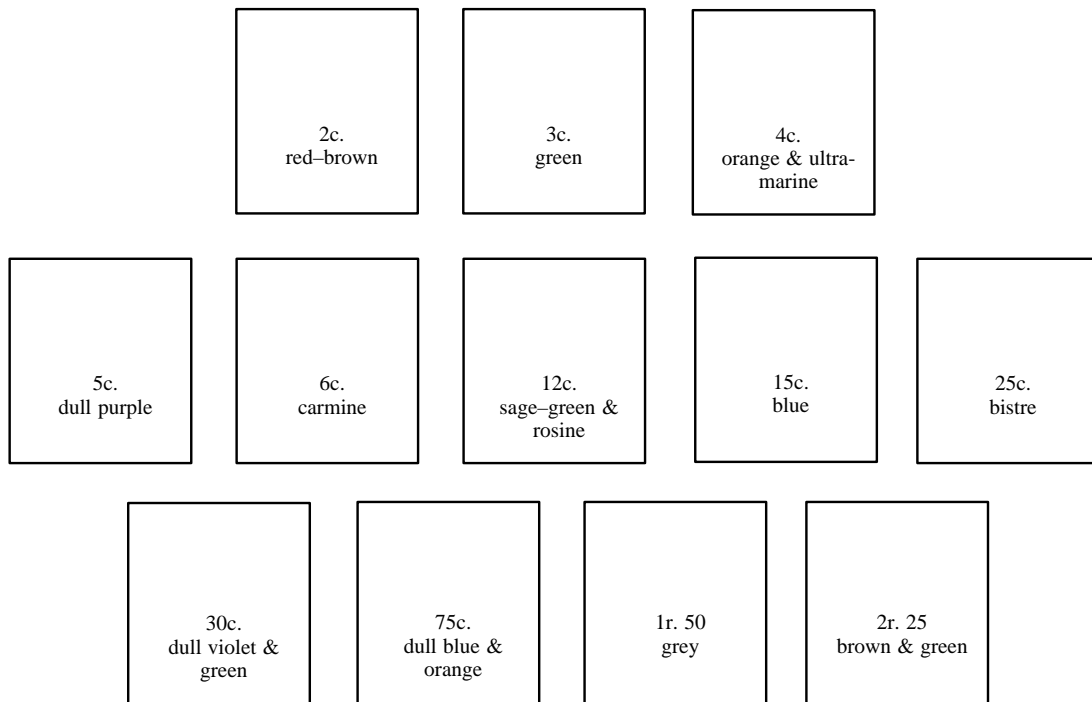 2c.
red–brown
3c.
green
4c.
orange & ultra-
marine
5c.
dull purple
6c.
carmine
12c.
sage–green &
rosine
15c.
blue
25c.
bistre
30c.
dull violet &
green
75c.
dull blue &
orange
1r. 50
grey
2r. 25
brown & green